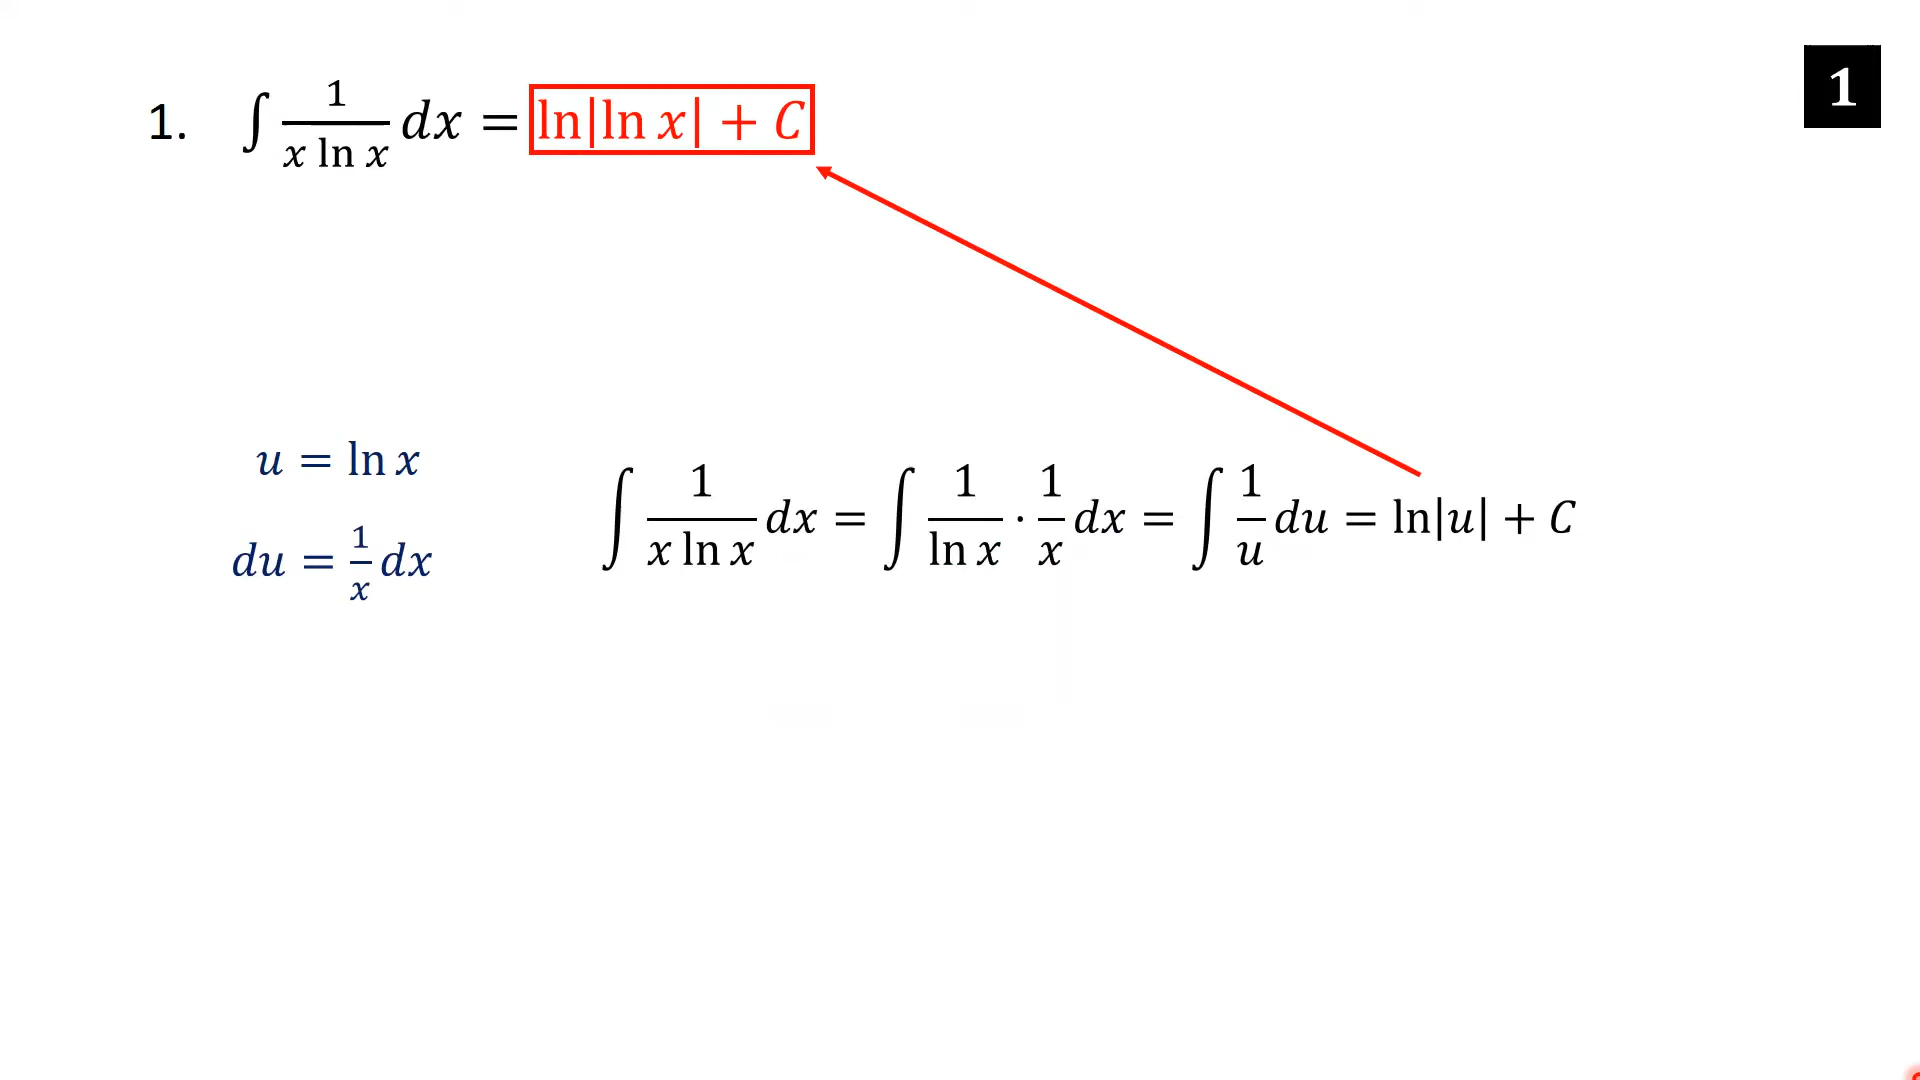 1
1. ∫ 1/(x ln x) dx = ln|ln x| + C
u = ln x
du = 1/x dx
∫ 1/(x ln x) dx = ∫ 1/(ln x) · 1/x dx = ∫ 1/u du = ln|u| + C